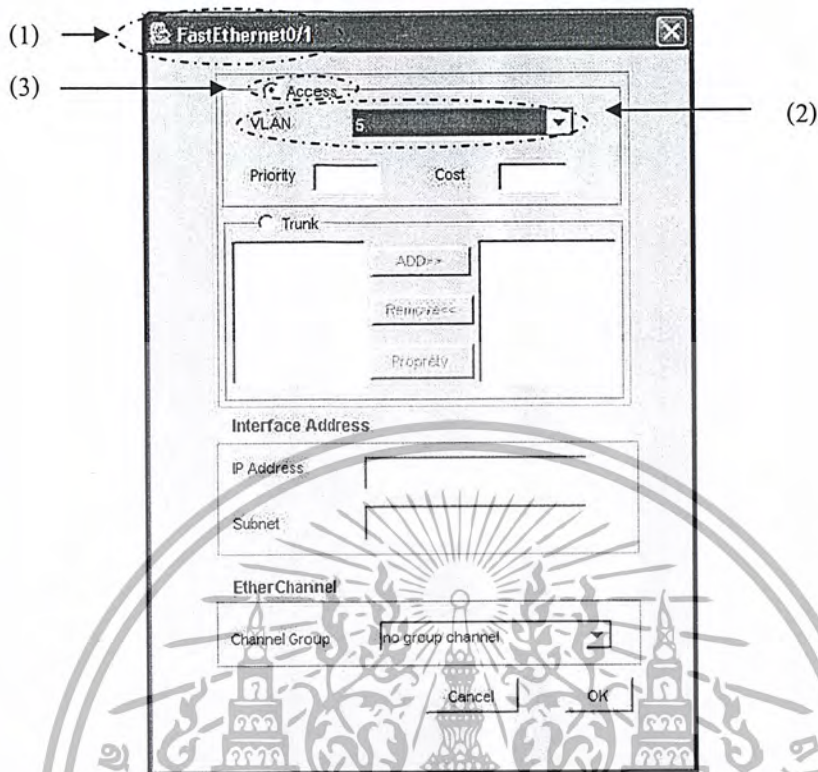 (1)
FastEthernet0/1
(3)
Access
(2)
VLAN 5
Priority Cost
Trunk
ADD>>
Remove<<
Proprety
Interface Address
IP Address
Subnet
EtherChannel
Channel Group no group channel
Cancel OK